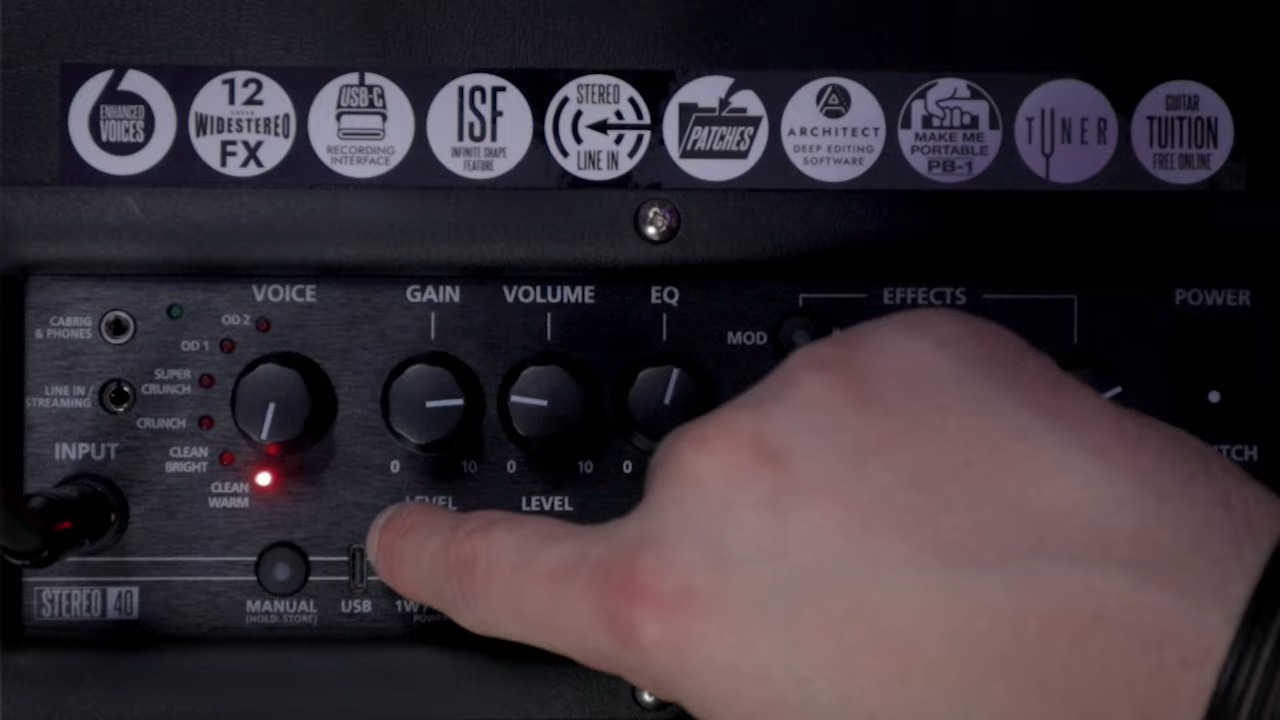 ENHANCED
VOICES
12
SUPER
WIDESTEREO
FX
USB-C
RECORDING
INTERFACE
ISF
INFINITE SHAPE
FEATURE
STEREO
LINE IN
PATCHES
ARCHITECT
DEEP EDITING
SOFTWARE
MAKE ME
PORTABLE
PB-1
TUNER
GUITAR
TUITION
FREE ONLINE
VOICE
GAIN
VOLUME
EQ
EFFECTS
POWER
CABRIG
& PHONES
OD 2
OD 1
MOD
SUPER
CRUNCH
LINE IN /
STREAMING
CRUNCH
INPUT
CLEAN
BRIGHT
0
10
0
10
0
CLEAN
WARM
LEVEL
LEVEL
STEREO 40
MANUAL
(HOLD: STORE)
USB
1W